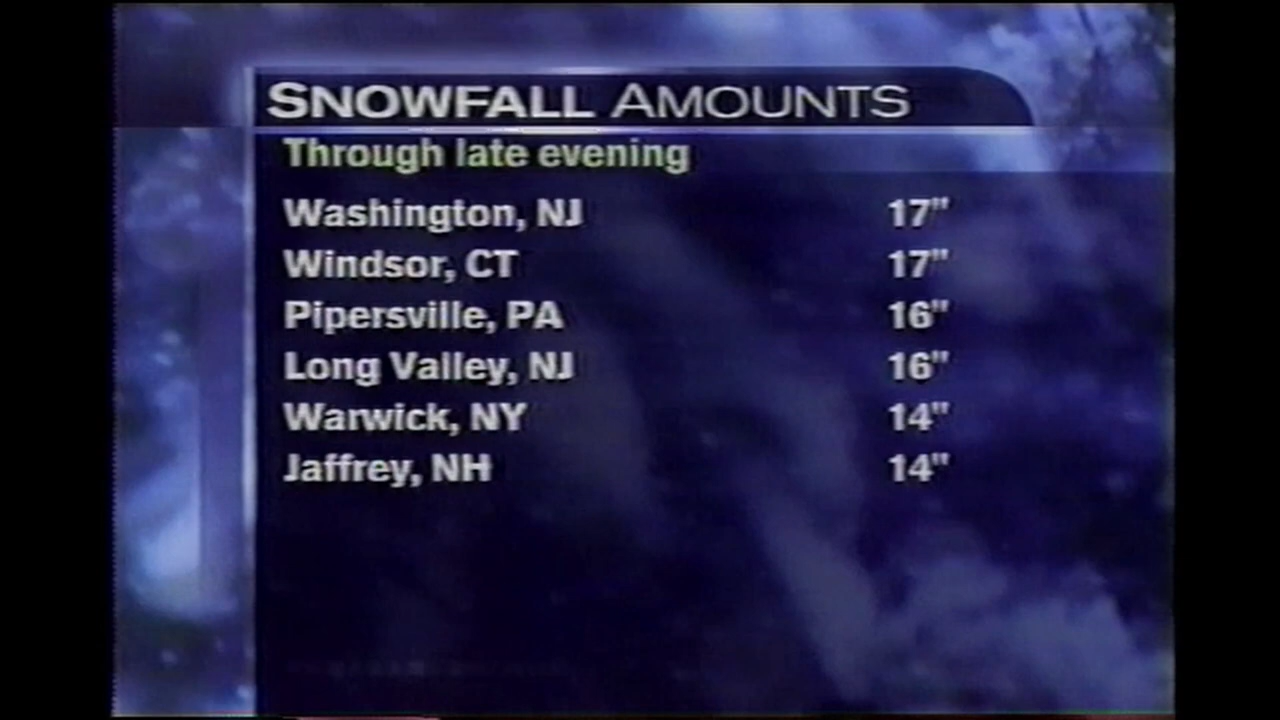 SNOWFALL AMOUNTS
Through late evening
Washington, NJ 17"
Windsor, CT 17"
Pipersville, PA 16"
Long Valley, NJ 16"
Warwick, NY 14"
Jaffrey, NH 14"